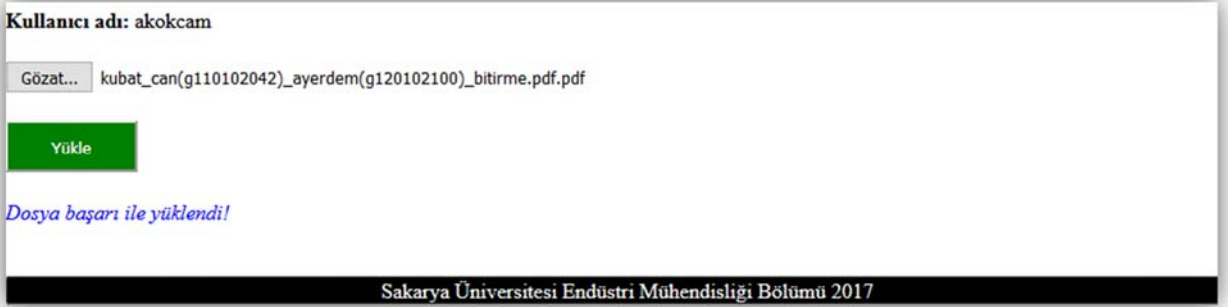 Kullanıcı adı: akokcam
Gözat... kubat_can(g110102042)_ayerdem(g120102100)_bitirme.pdf.pdf
Yükle
Dosya başarı ile yüklendi!
Sakarya Üniversitesi Endüstri Mühendisliği Bölümü 2017